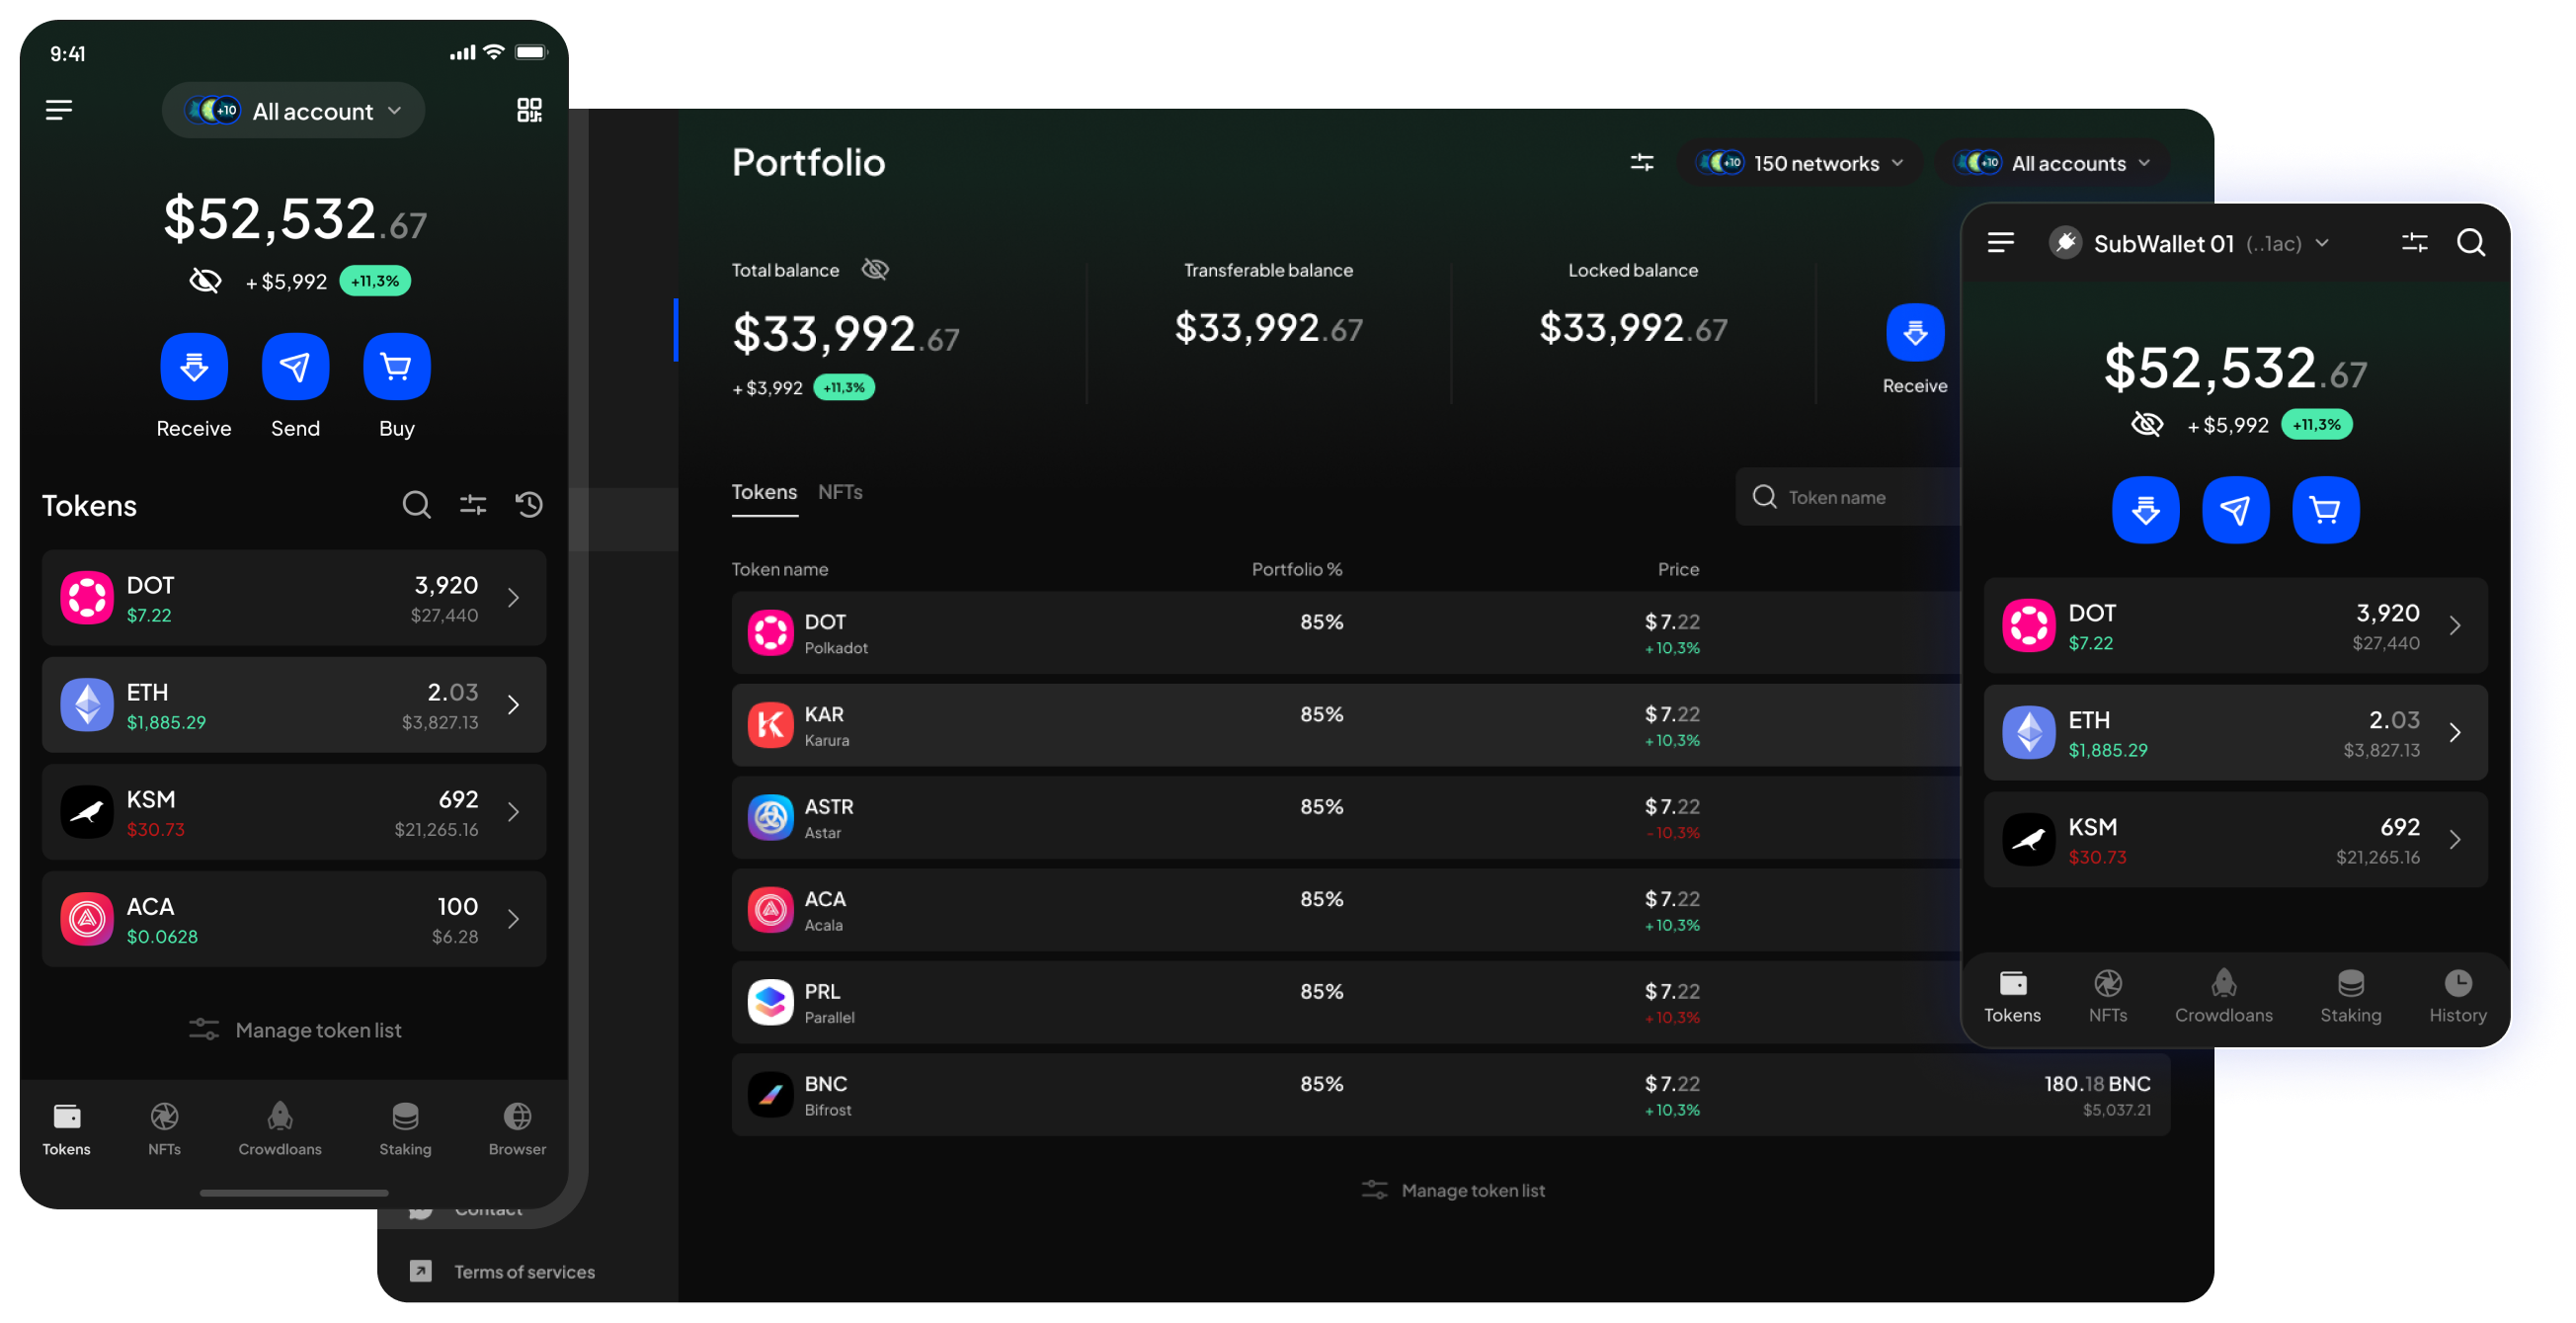 9:41
+10 All account
$52,532.67
+ $5,992 +11,3%
Receive Send Buy
Tokens
DOT 3,920
$7.22 $27,440
ETH 2.03
$1,885.29 $3,827.13
KSM 692
$30.73 $21,265.16
ACA 100
$0.0628 $6.28
Manage token list
Tokens NFTs Crowdloans Staking Browser
Contact
Terms of services
Portfolio
+10 150 networks +10 All accounts
Total balance Transferable balance Locked balance
$33,992.67 $33,992.67 $33,992.67
+ $3,992 +11,3%
Receive
Tokens NFTs
Token name
Token name Portfolio % Price
DOT 85% $ 7.22
Polkadot + 10,3%
KAR 85% $ 7.22
Karura + 10,3%
ASTR 85% $ 7.22
Astar - 10,3%
ACA 85% $ 7.22
Acala + 10,3%
PRL 85% $ 7.22
Parallel + 10,3%
BNC 85% $ 7.22 180.18 BNC
Bifrost + 10,3% $5,037.21
Manage token list
SubWallet 01 (..1ac)
$52,532.67
+ $5,992 +11,3%
DOT 3,920
$7.22 $27,440
ETH 2.03
$1,885.29 $3,827.13
KSM 692
$30.73 $21,265.16
Tokens NFTs Crowdloans Staking History